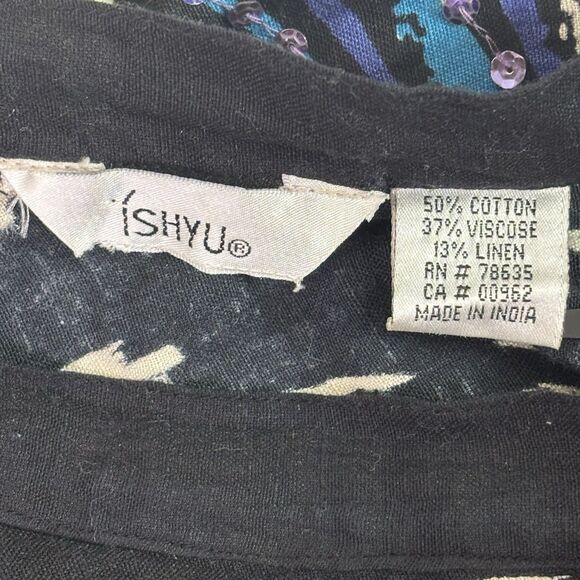 ISHYU®
50% COTTON
37% VISCOSE
13% LINEN
RN # 78635
CA # 00962
MADE IN INDIA